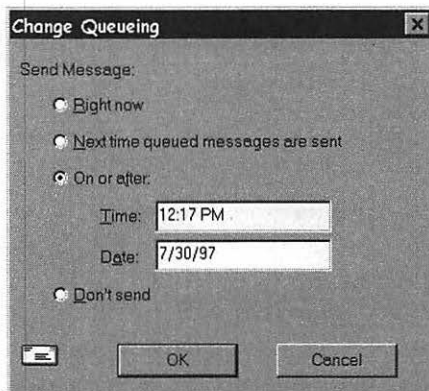 Change Queueing
Send Message:
Right now
Next time queued messages are sent
On or after:
Time: 12:17 PM
Date: 7/30/97
Don't send
OK Cancel